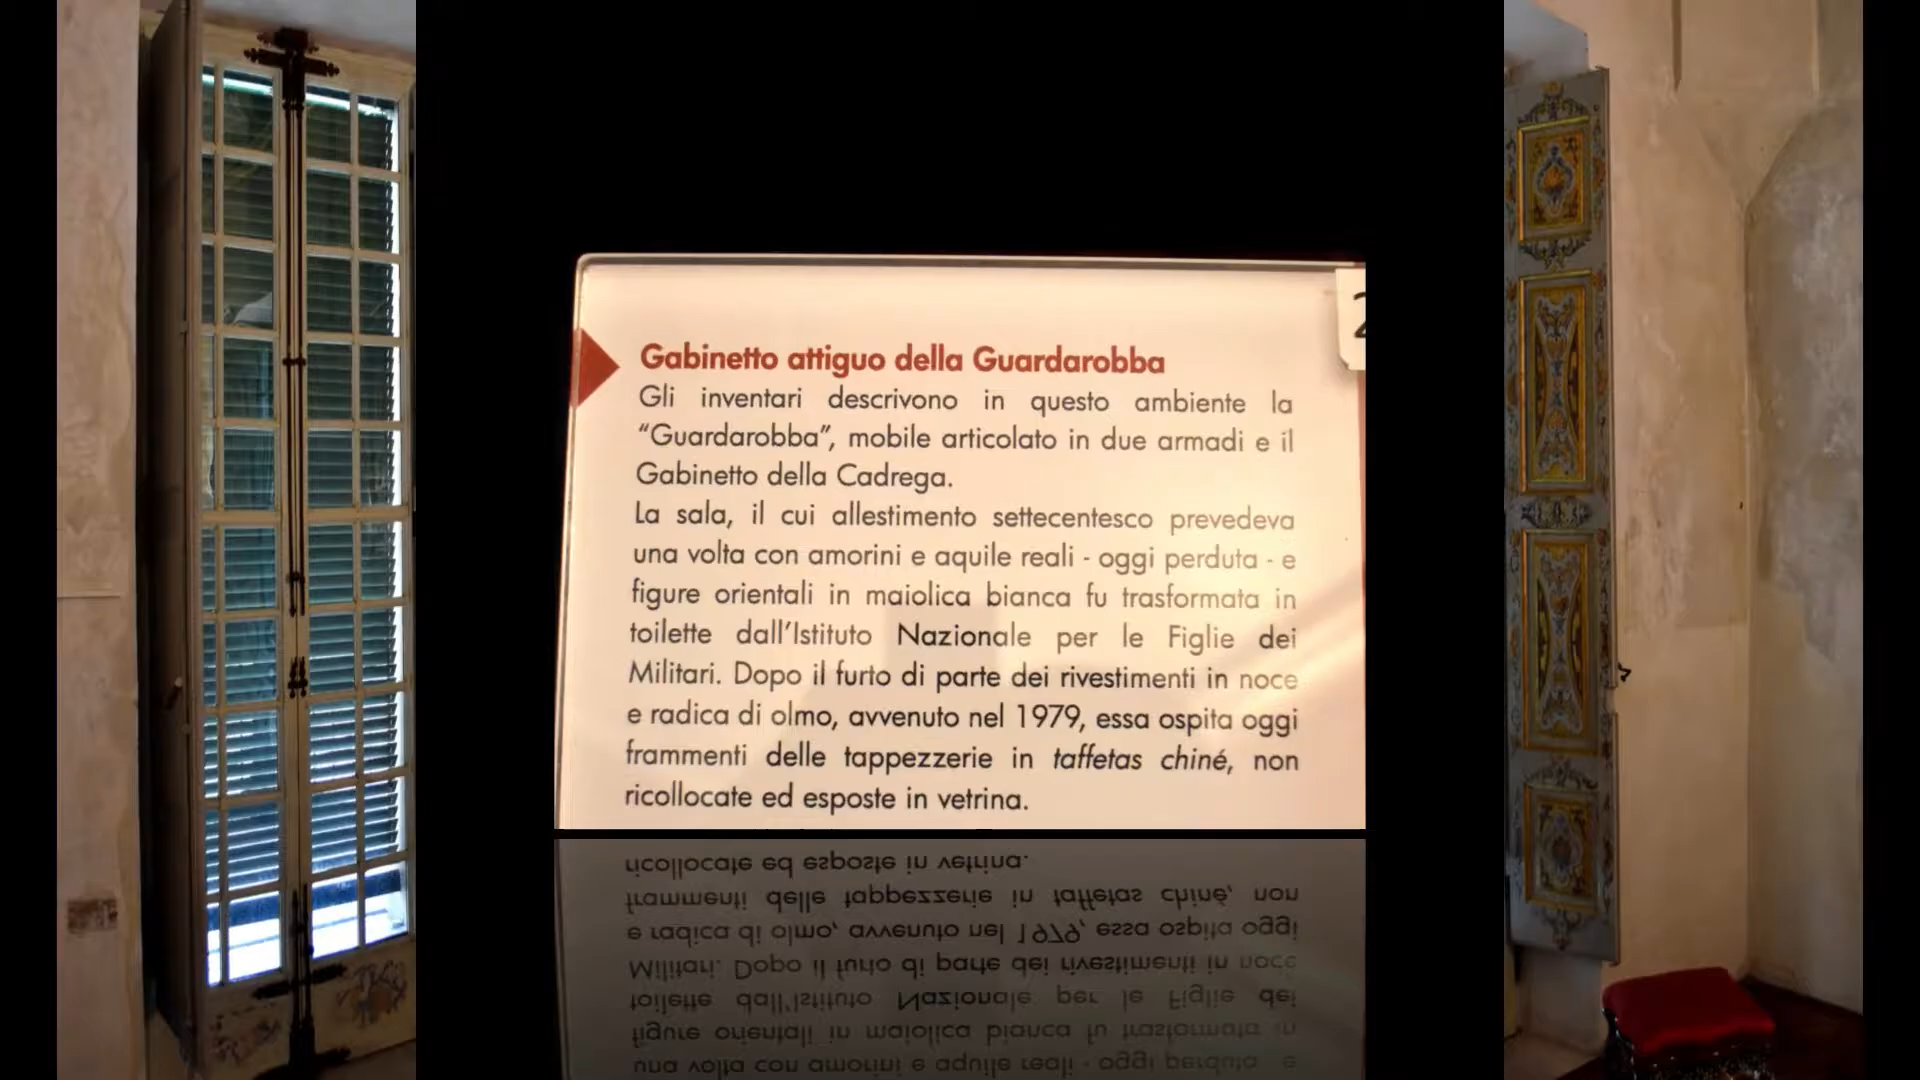 Gabinetto attiguo della Guardarobba
Gli inventari descrivono in questo ambiente la
“Guardarobba”, mobile articolato in due armadi e il
Gabinetto della Cadrega.
La sala, il cui allestimento settecentesco prevedeva
una volta con amorini e aquile reali - oggi perduta - e
figure orientali in maiolica bianca fu trasformata in
toilette dall’Istituto Nazionale per le Figlie dei
Militari. Dopo il furto di parte dei rivestimenti in noce
e radica di olmo, avvenuto nel 1979, essa ospita oggi
frammenti delle tappezzerie in taffetas chiné, non
ricollocate ed esposte in vetrina.